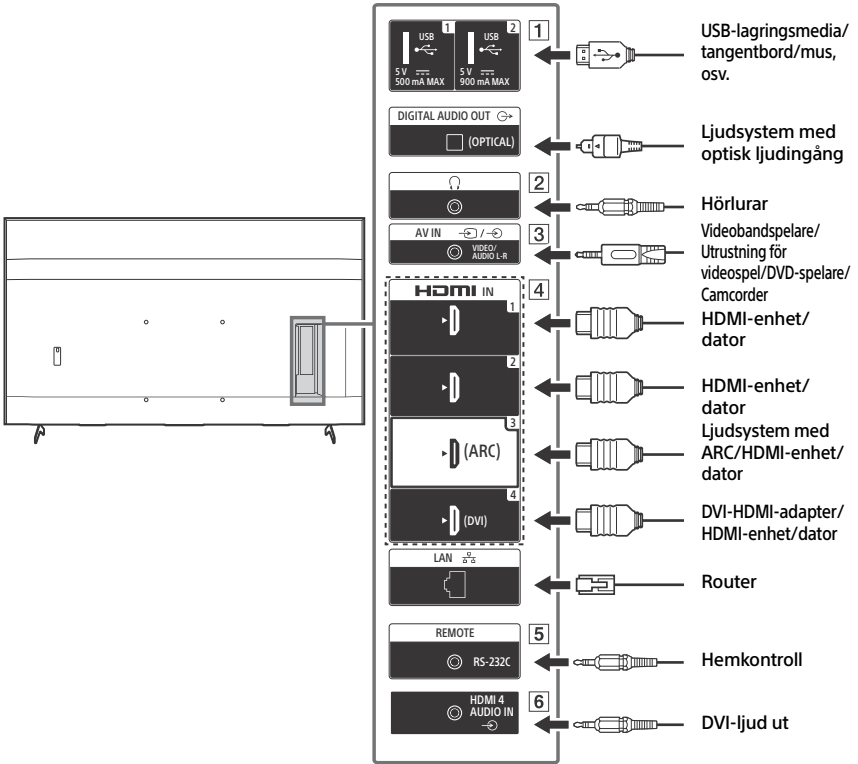 1
USB
5 V
500 mA MAX
2
USB
5 V
900 mA MAX
1
USB-lagringsmedia/
tangentbord/mus,
osv.
DIGITAL AUDIO OUT
(OPTICAL)
Ljudsystem med
optisk ljudingång
2
Hörlurar
AV IN
/
VIDEO/
AUDIO L-R
3
Videobandspelare/
Utrustning för
videospel/DVD-spelare/
Camcorder
HDMI IN
4
1
HDMI-enhet/
dator
2
HDMI-enhet/
dator
3
(ARC)
Ljudsystem med
ARC/HDMI-enhet/
dator
4
(DVI)
DVI-HDMI-adapter/
HDMI-enhet/dator
LAN
Router
REMOTE
5
RS-232C
Hemkontroll
HDMI 4
AUDIO IN
6
DVI-ljud ut